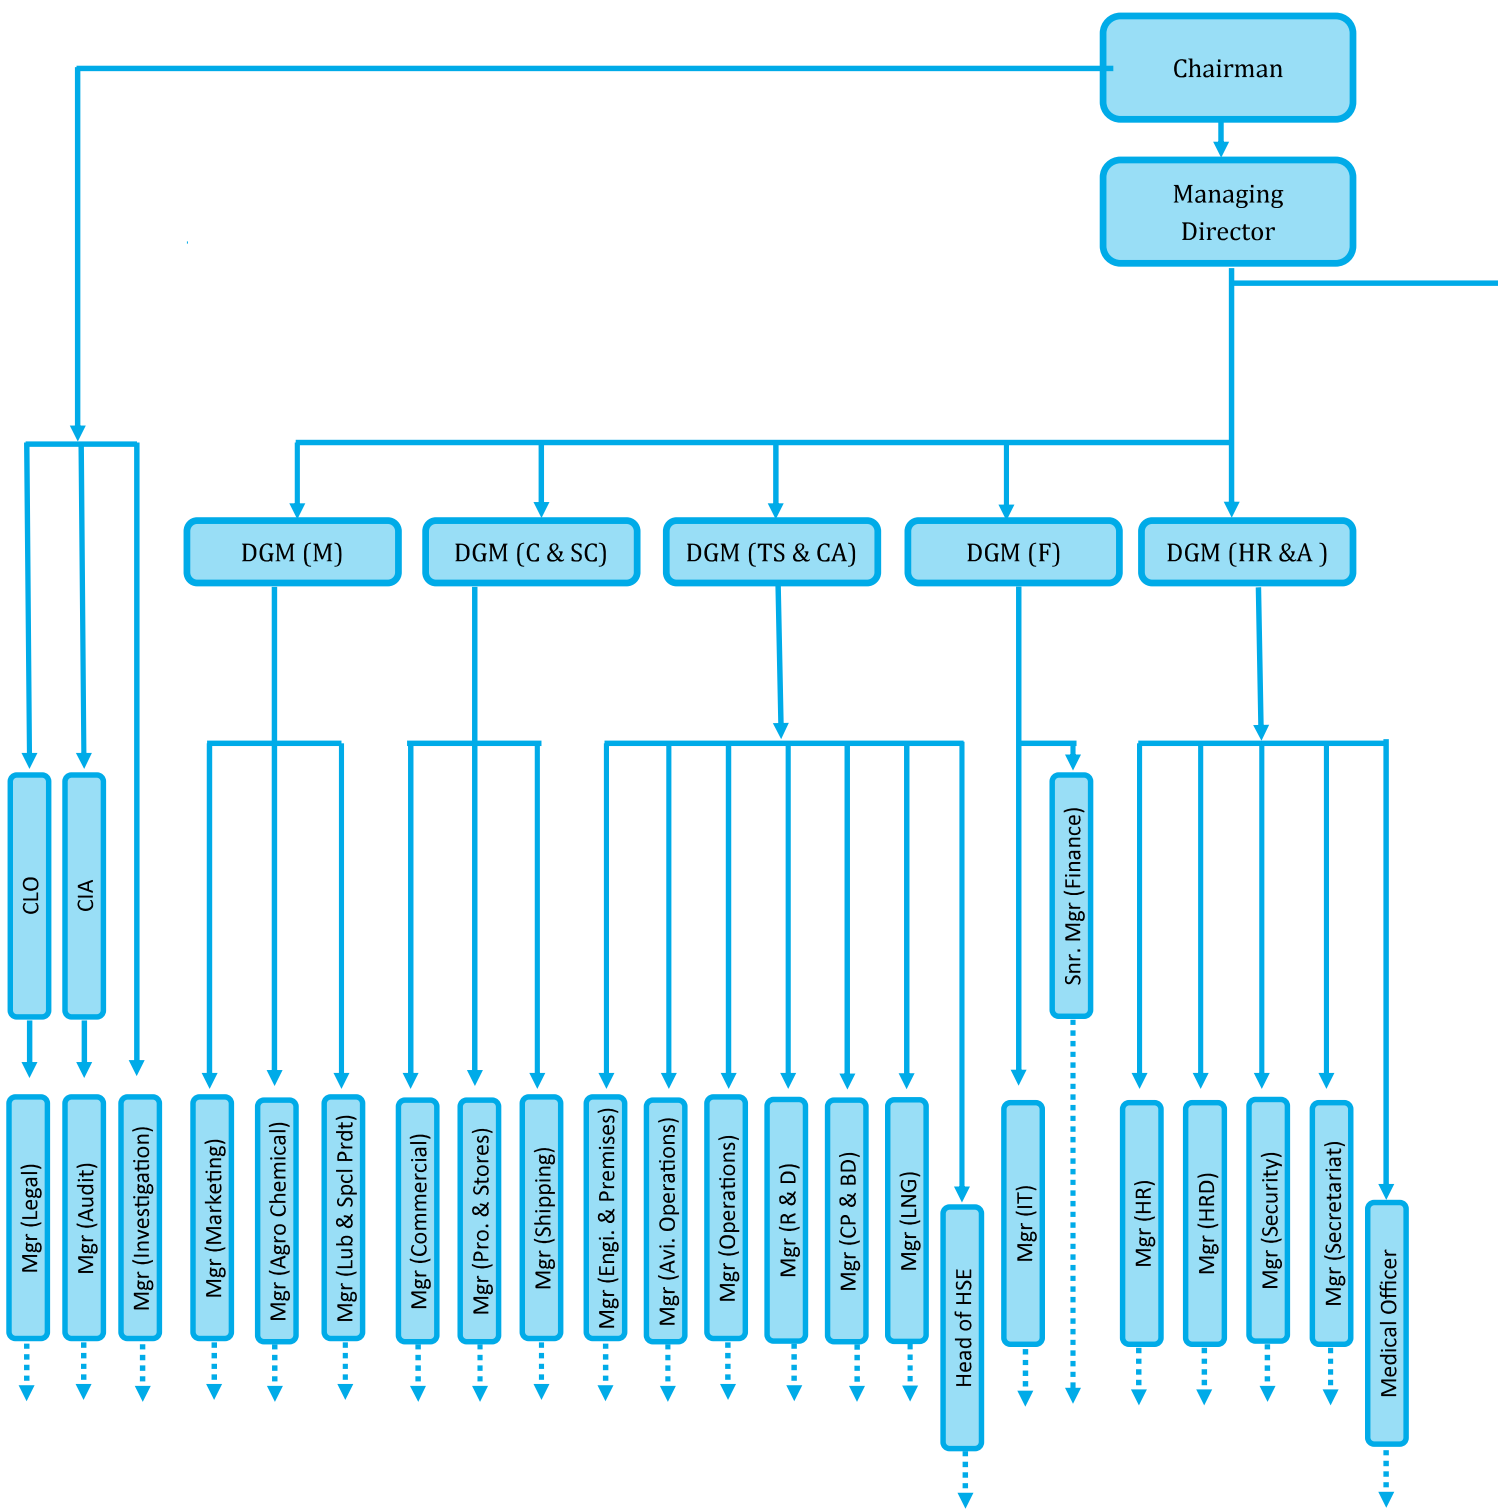 Chairman
Managing
Director
DGM (M)
DGM (C & SC)
DGM (TS & CA)
DGM (F)
DGM (HR &A )
CLO
CIA
Snr. Mgr (Finance)
Mgr (Legal)
Mgr (Audit)
Mgr (Investigation)
Mgr (Marketing)
Mgr (Agro Chemical)
Mgr (Lub & Spcl Prdt)
Mgr (Commercial)
Mgr (Pro. & Stores)
Mgr (Shipping)
Mgr (Engi. & Premises)
Mgr (Avi. Operations)
Mgr (Operations)
Mgr (R & D)
Mgr (CP & BD)
Mgr (LNG)
Head of HSE
Mgr (IT)
Mgr (HR)
Mgr (HRD)
Mgr (Security)
Mgr (Secretariat)
Medical Officer